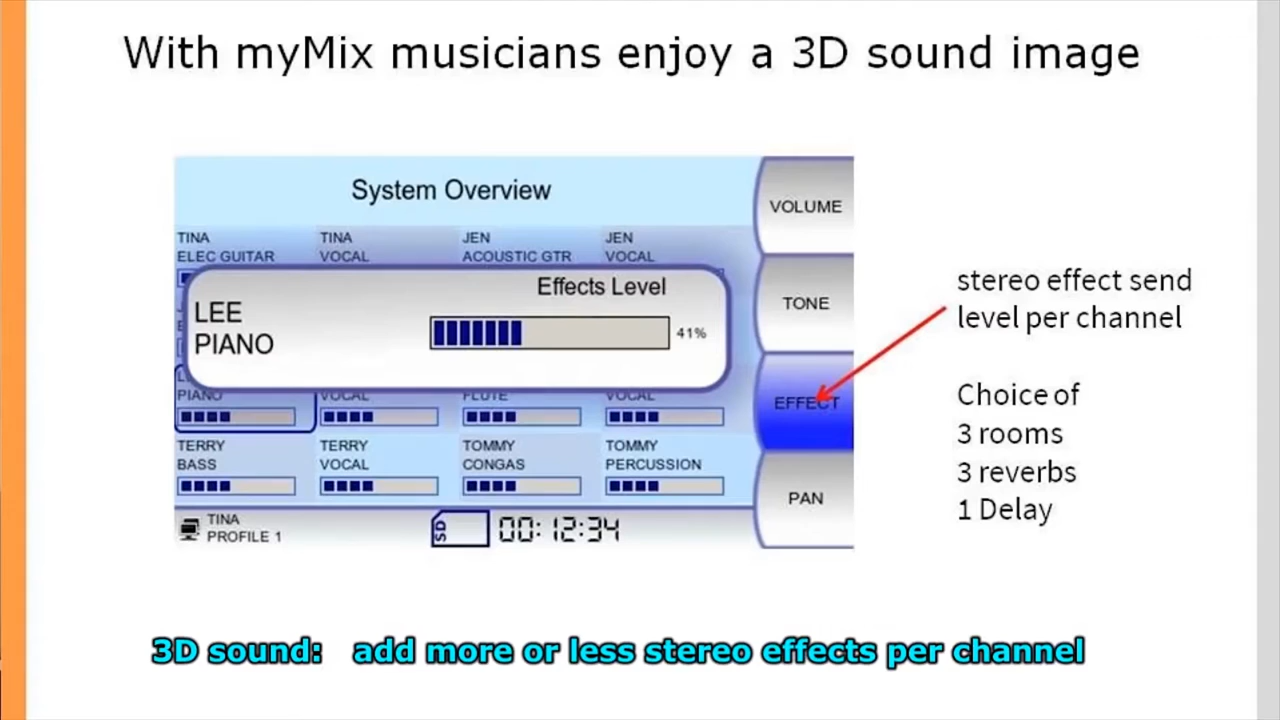 With myMix musicians enjoy a 3D sound image
System Overview
TINA
ELEC GUITAR
TINA
VOCAL
JEN
ACOUSTIC GTR
JEN
VOCAL
Effects Level
LEE
PIANO
41%
PIANO
VOCAL
FLUTE
VOCAL
TERRY
BASS
TERRY
VOCAL
TOMMY
CONGAS
TOMMY
PERCUSSION
TINA
PROFILE 1
SD
00:12:34
VOLUME
TONE
EFFECT
PAN
stereo effect send
level per channel
Choice of
3 rooms
3 reverbs
1 Delay
3D sound: add more or less stereo effects per channel